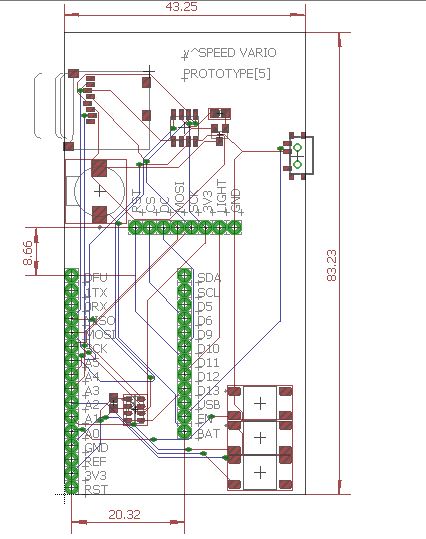 43.25
^SPEED VARIO
PROTOTYPE[5]
RST
CS
DC
MOSI
SCK
3V3
LIGHT
GND
8.66
83.23
DFU
1TX
0RX
MISO
MOSI
SCK
A5
A4
A3
A2
A1
A0
GND
REF
3V3
RST
SDA
SCL
D5
D6
D9
D10
D11
D12
D13
USB
EN
BAT
20.32